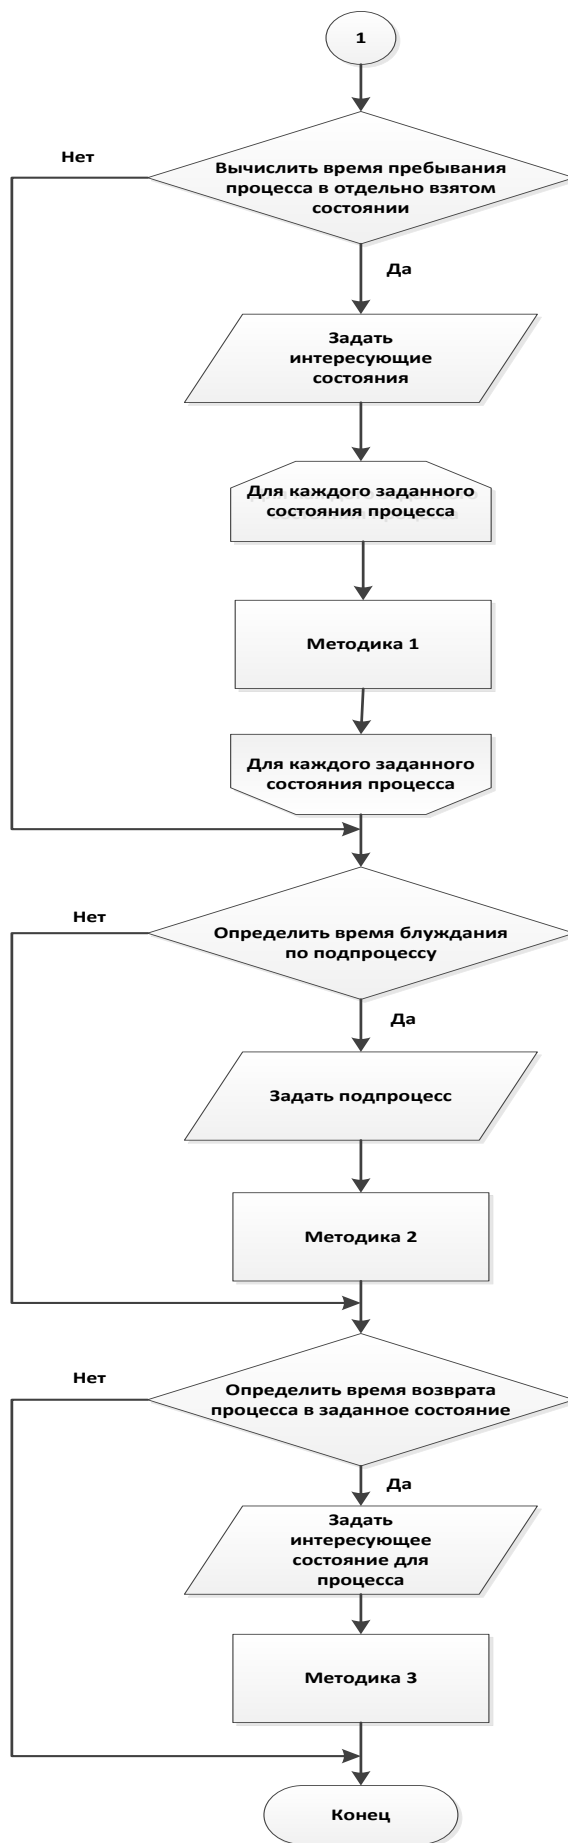 1
Нет
Вычислить время пребывания
процесса в отдельно взятом
состоянии
Да
Задать
интересующие
состояния
Для каждого заданного
состояния процесса
Методика 1
Для каждого заданного
состояния процесса
Нет
Определить время блуждания
по подпроцессу
Да
Задать подпроцесс
Методика 2
Нет
Определить время возврата
процесса в заданное состояние
Да
Задать
интересующее
состояние для
процесса
Методика 3
Конец